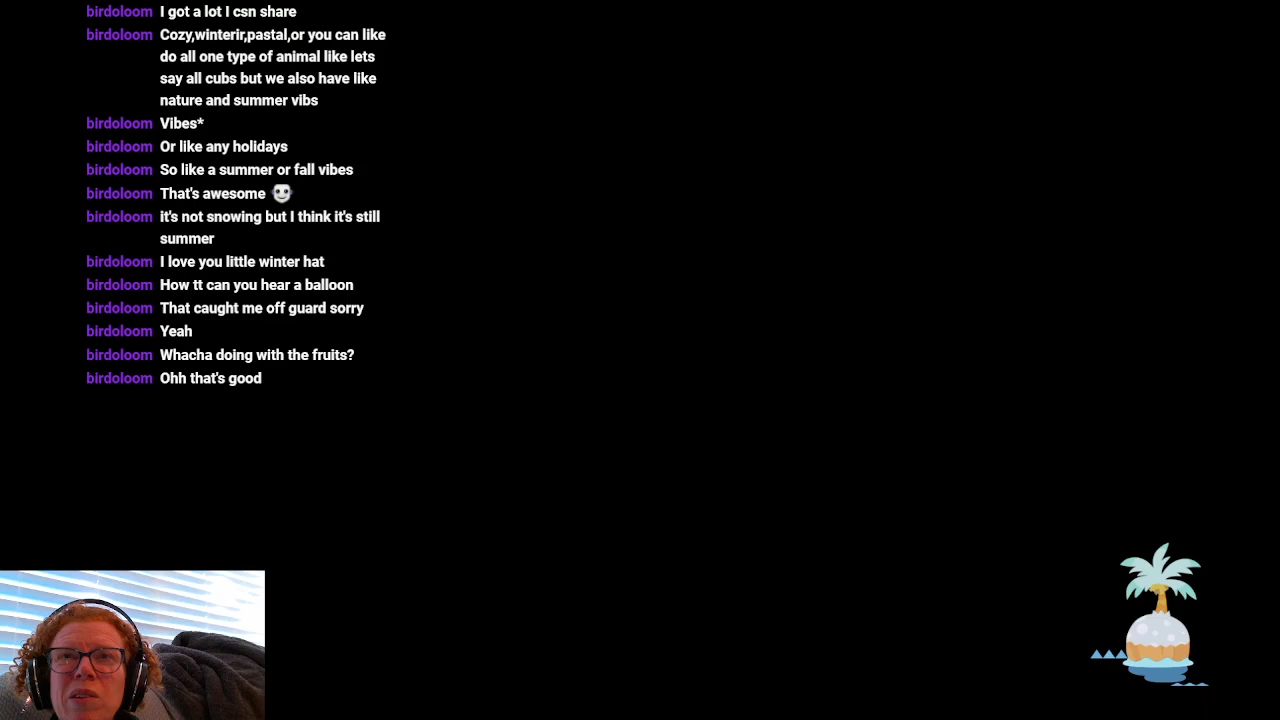 birdoloom I got a lot I csn share
birdoloom Cozy,winterir,pastal,or you can like
do all one type of animal like lets
say all cubs but we also have like
nature and summer vibs
birdoloom Vibes*
birdoloom Or like any holidays
birdoloom So like a summer or fall vibes
birdoloom That's awesome
birdoloom it's not snowing but I think it's still
summer
birdoloom I love you little winter hat
birdoloom How tt can you hear a balloon
birdoloom That caught me off guard sorry
birdoloom Yeah
birdoloom Whacha doing with the fruits?
birdoloom Ohh that's good